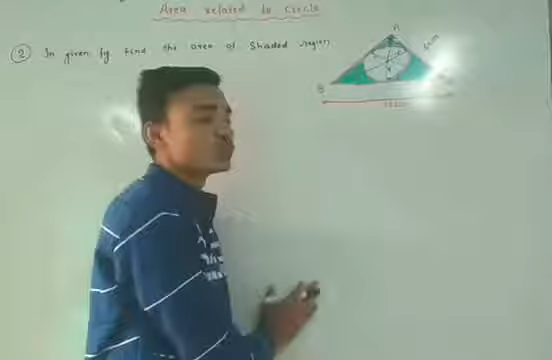 Area related to Circle
② In given fig find the area of Shaded region
A
B